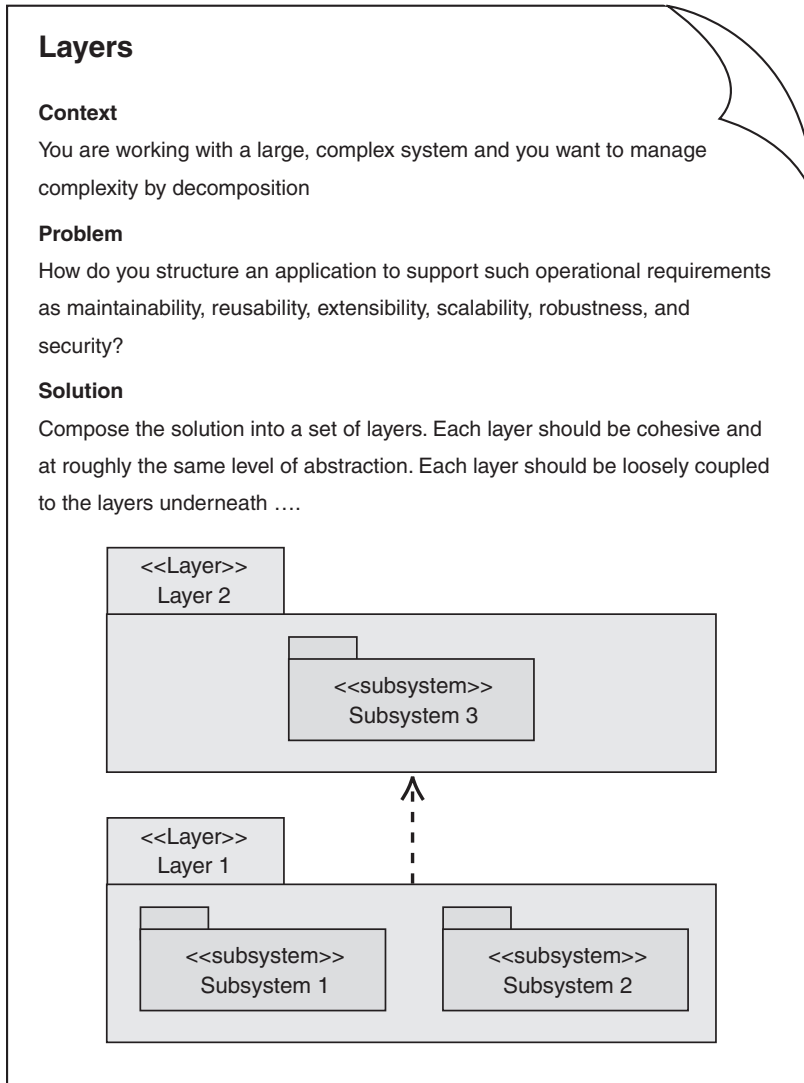 Layers
Context
You are working with a large, complex system and you want to manage
complexity by decomposition
Problem
How do you structure an application to support such operational requirements
as maintainability, reusability, extensibility, scalability, robustness, and
security?
Solution
Compose the solution into a set of layers. Each layer should be cohesive and
at roughly the same level of abstraction. Each layer should be loosely coupled
to the layers underneath ….
<<Layer>>
Layer 2
<<subsystem>>
Subsystem 3
<<Layer>>
Layer 1
<<subsystem>>
Subsystem 1
<<subsystem>>
Subsystem 2